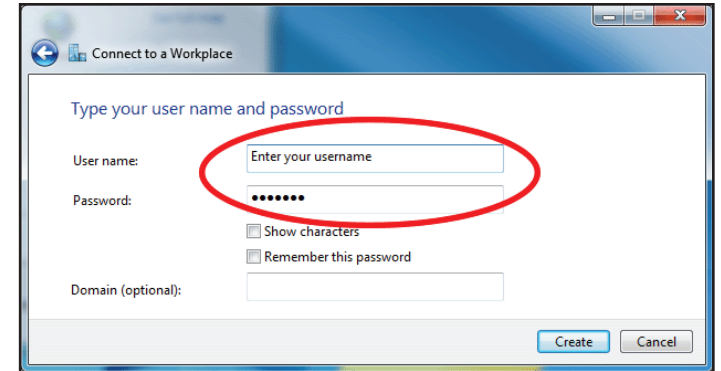 Connect to a Workplace
Type your user name and password
User name:
Enter your username
Password:
•••••••
Show characters
Remember this password
Domain (optional):
Create
Cancel